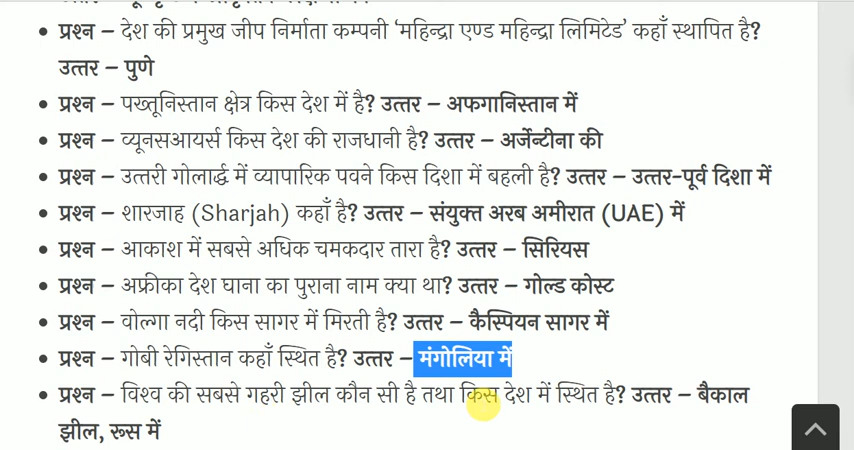 प्रश्न – देश की प्रमुख जीप निर्माता कम्पनी ‘महिन्द्रा एण्ड महिन्द्रा लिमिटेड’ कहाँ स्थापित है?
उत्तर – पुणे
प्रश्न – पख्तूनिस्तान क्षेत्र किस देश में है? उत्तर – अफगानिस्तान में
प्रश्न – व्यूनसआयर्स किस देश की राजधानी है? उत्तर – अर्जेन्टीना की
प्रश्न – उत्तरी गोलार्द्ध में व्यापारिक पवने किस दिशा में बहली है? उत्तर – उत्तर-पूर्व दिशा में
प्रश्न – शारजाह (Sharjah) कहाँ है? उत्तर – संयुक्त अरब अमीरात (UAE) में
प्रश्न – आकाश में सबसे अधिक चमकदार तारा है? उत्तर – सिरियस
प्रश्न – अफ्रीका देश घाना का पुराना नाम क्या था? उत्तर – गोल्ड कोस्ट
प्रश्न – वोल्गा नदी किस सागर में मिरती है? उत्तर – कैस्पियन सागर में
प्रश्न – गोबी रेगिस्तान कहाँ स्थित है? उत्तर – मंगोलिया में
प्रश्न – विश्व की सबसे गहरी झील कौन सी है तथा किस देश में स्थित है? उत्तर – बैकाल
झील, रूस में